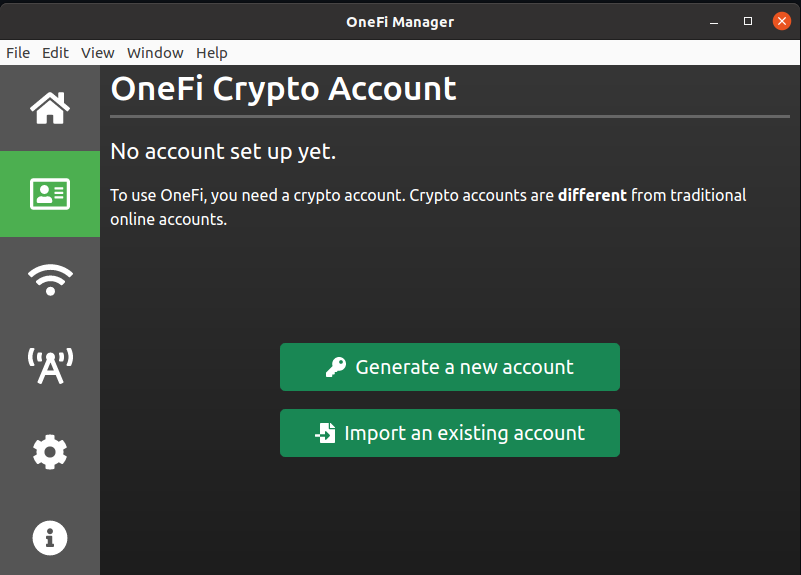 OneFi Manager
File Edit View Window Help
OneFi Crypto Account
No account set up yet.
To use OneFi, you need a crypto account. Crypto accounts are different from traditional
online accounts.
Generate a new account
Import an existing account